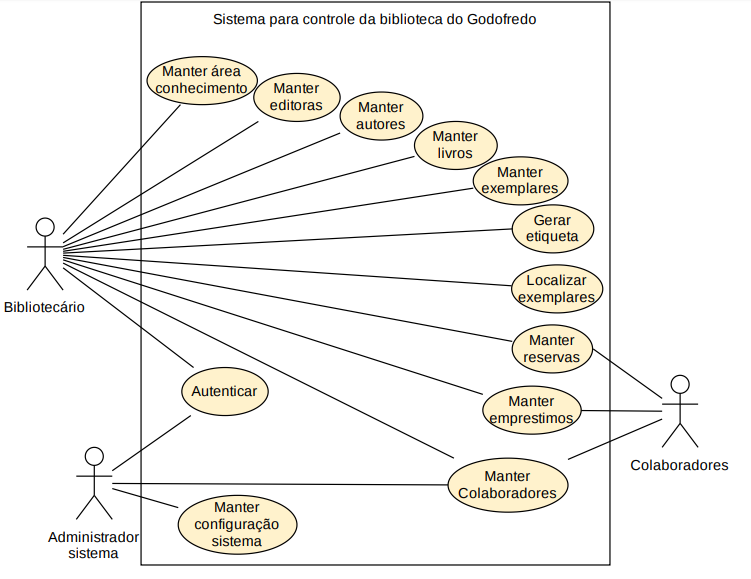 Sistema para controle da biblioteca do Godofredo
Manter área
conhecimento
Manter
editoras
Manter
autores
Manter
livros
Manter
exemplares
Gerar
etiqueta
Localizar
exemplares
Manter
reservas
Manter
emprestimos
Manter
Colaboradores
Autenticar
Manter
configuração
sistema
Bibliotecário
Administrador
sistema
Colaboradores